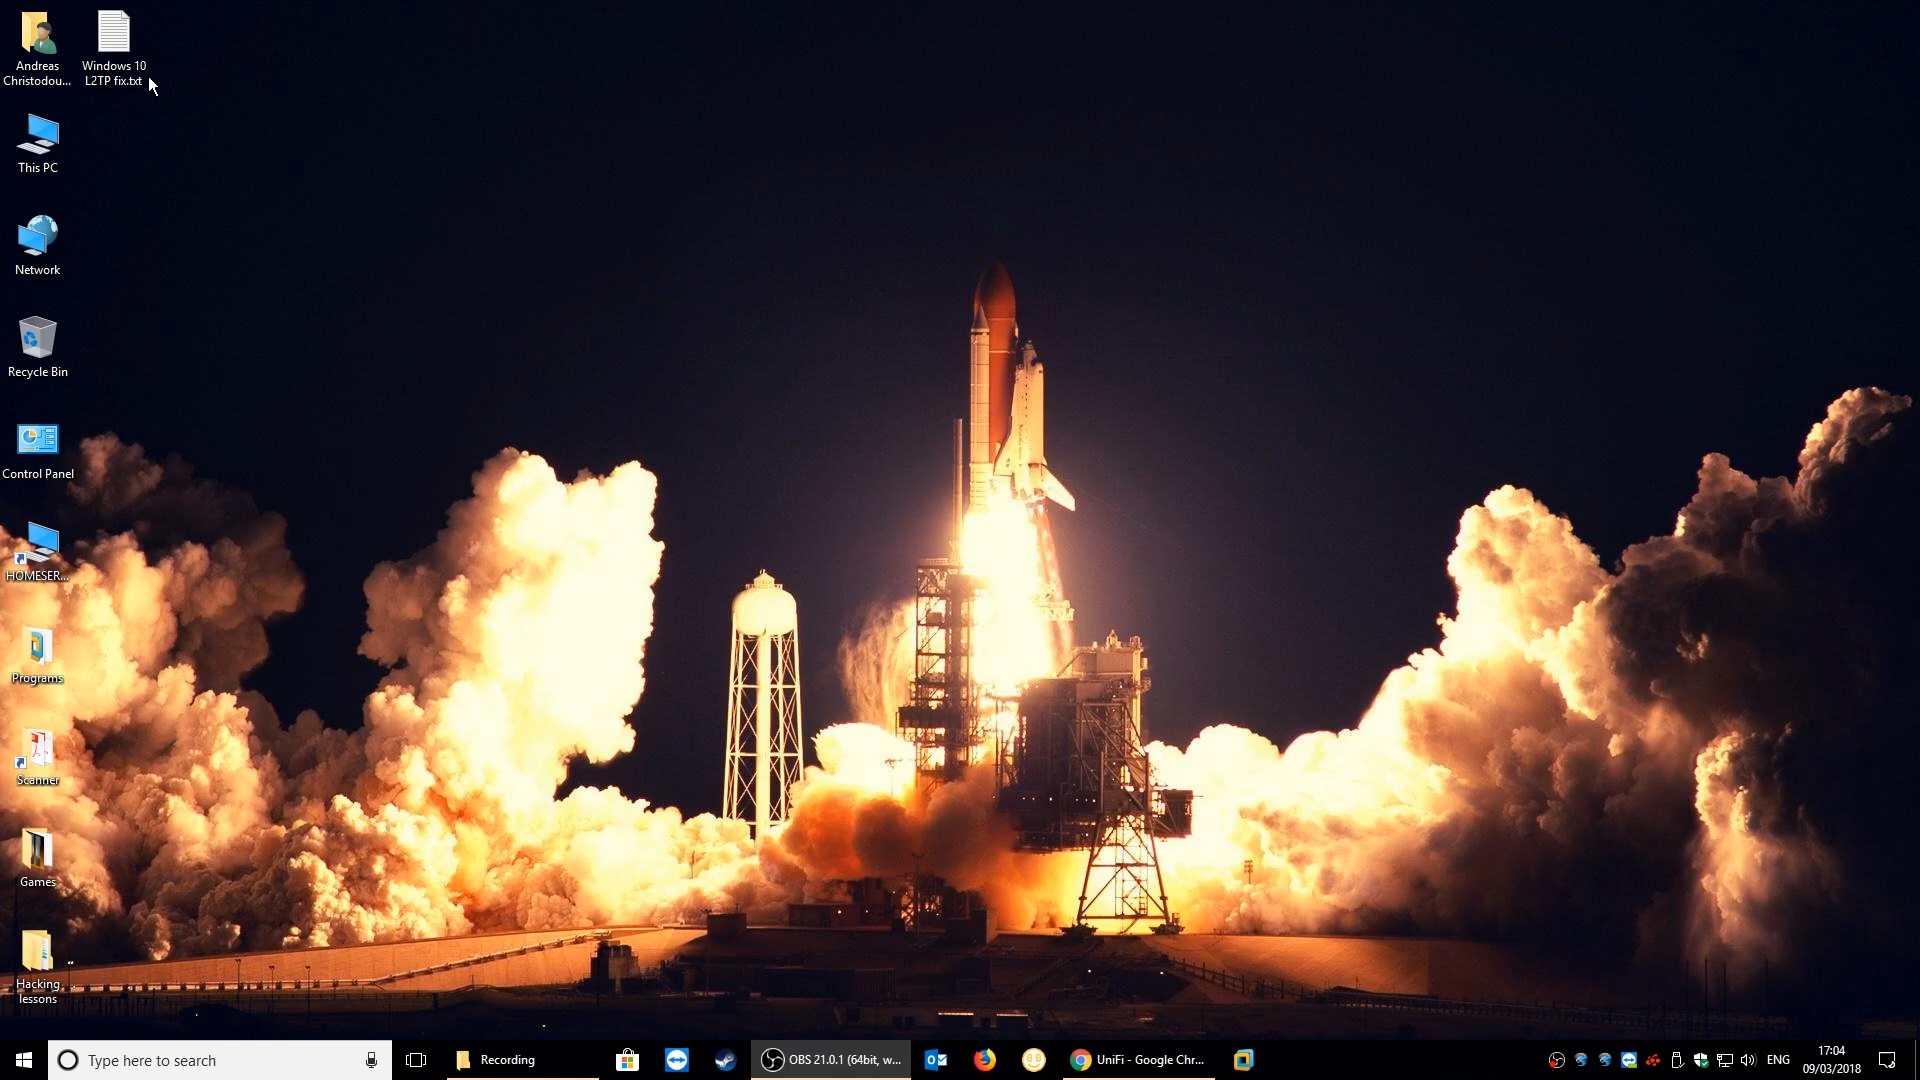 Andreas
Christodou...
Windows 10
L2TP fix.txt
This PC
Network
Recycle Bin
Control Panel
HOMESER...
Programs
Scanner
Games
Hacking
lessons
Type here to search
Recording
OBS 21.0.1 (64bit, w...
UniFi - Google Chr...
ENG
17:04
09/03/2018